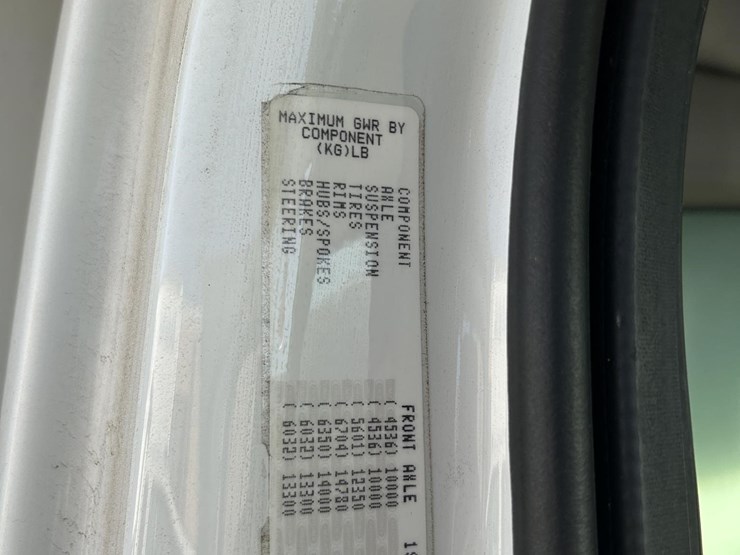 MAXIMUM GWR BY
COMPONENT
(KG)LB
COMPONENT FRONT AXLE
AXLE ( 4536) 10000
SUSPENSION ( 4536) 10000
TIRES ( 5601) 12350
RIMS ( 6704) 14780
HUBS/SPOKES ( 6350) 14000
BRAKES ( 6032) 13300
STEERING ( 6032) 13300